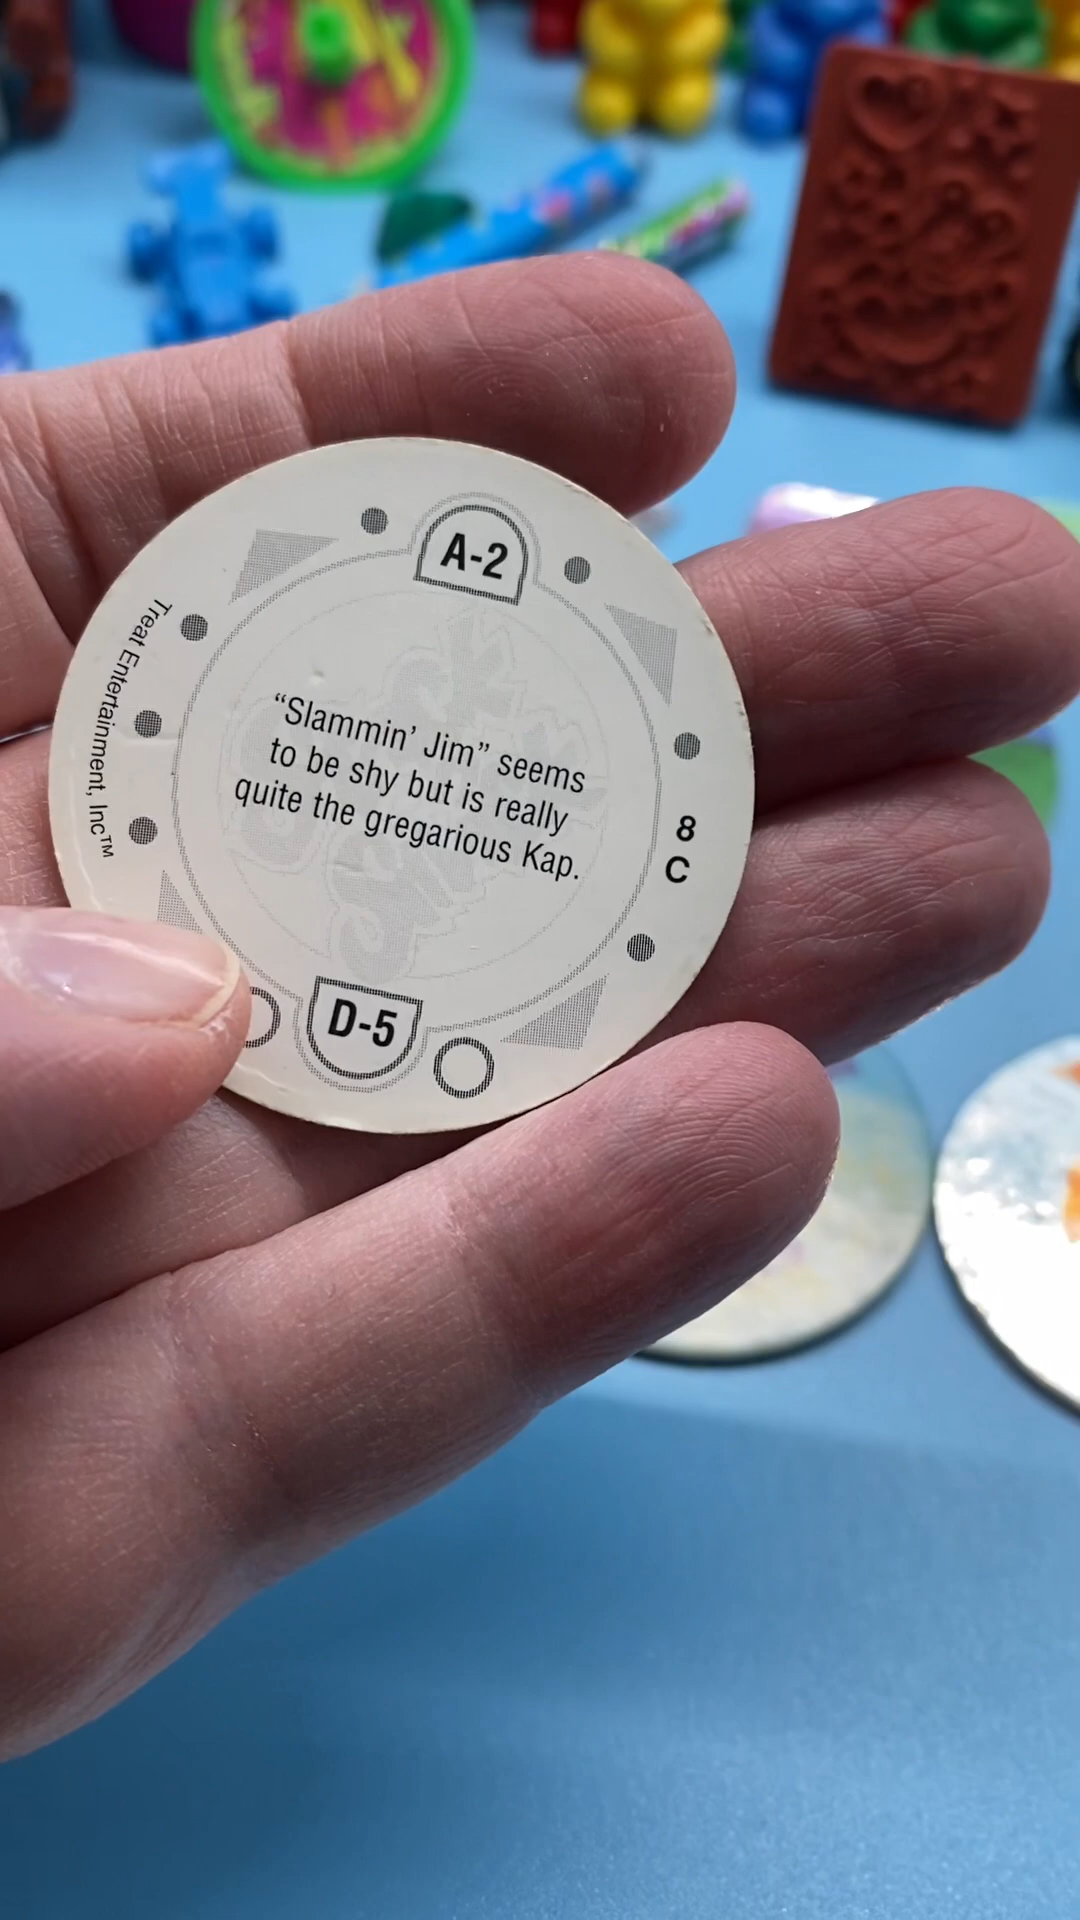 A-2
Treat Entertainment, Inc™
“Slammin’ Jim” seems
to be shy but is really
quite the gregarious Kap.
8
C
D-5